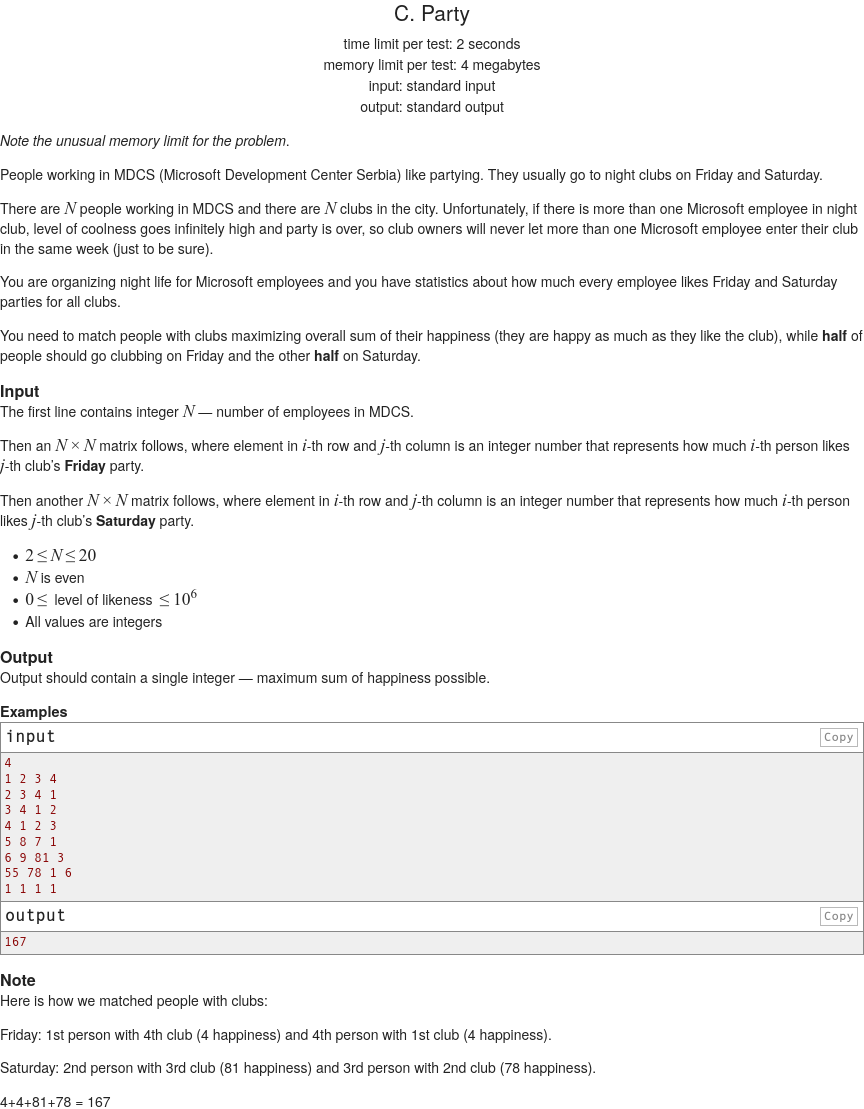 C. Party
time limit per test: 2 seconds
memory limit per test: 4 megabytes
input: standard input
output: standard output
Note the unusual memory limit for the problem.
People working in MDCS (Microsoft Development Center Serbia) like partying. They usually go to night clubs on Friday and Saturday.
There are N people working in MDCS and there are N clubs in the city. Unfortunately, if there is more than one Microsoft employee in night
club, level of coolness goes infinitely high and party is over, so club owners will never let more than one Microsoft employee enter their club
in the same week (just to be sure).
You are organizing night life for Microsoft employees and you have statistics about how much every employee likes Friday and Saturday
parties for all clubs.
You need to match people with clubs maximizing overall sum of their happiness (they are happy as much as they like the club), while half of
people should go clubbing on Friday and the other half on Saturday.
Input
The first line contains integer N — number of employees in MDCS.
Then an N × N matrix follows, where element in i-th row and j-th column is an integer number that represents how much i-th person likes
j-th club's Friday party.
Then another N × N matrix follows, where element in i-th row and j-th column is an integer number that represents how much i-th person
likes j-th club's Saturday party.
• 2 ≤ N ≤ 20
• N is even
• 0 ≤ level of likeness ≤ 10^6
• All values are integers
Output
Output should contain a single integer — maximum sum of happiness possible.
Examples
input Copy
4
1 2 3 4
2 3 4 1
3 4 1 2
4 1 2 3
5 8 7 1
6 9 81 3
55 78 1 6
1 1 1 1
output Copy
167
Note
Here is how we matched people with clubs:
Friday: 1st person with 4th club (4 happiness) and 4th person with 1st club (4 happiness).
Saturday: 2nd person with 3rd club (81 happiness) and 3rd person with 2nd club (78 happiness).
4+4+81+78 = 167